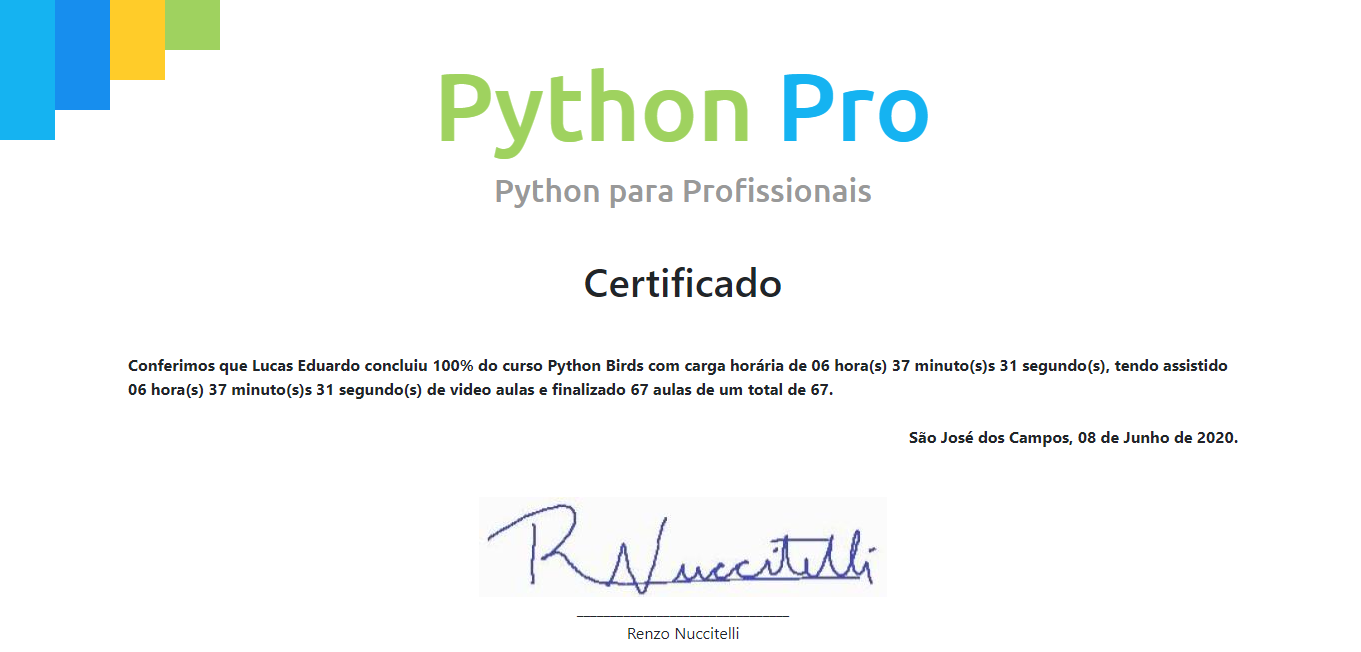 Python Pro
Python para Profissionais
Certificado
Conferimos que Lucas Eduardo concluiu 100% do curso Python Birds com carga horária de 06 hora(s) 37 minuto(s)s 31 segundo(s), tendo assistido
06 hora(s) 37 minuto(s)s 31 segundo(s) de video aulas e finalizado 67 aulas de um total de 67.
São José dos Campos, 08 de Junho de 2020.
R Nuccitelli
Renzo Nuccitelli